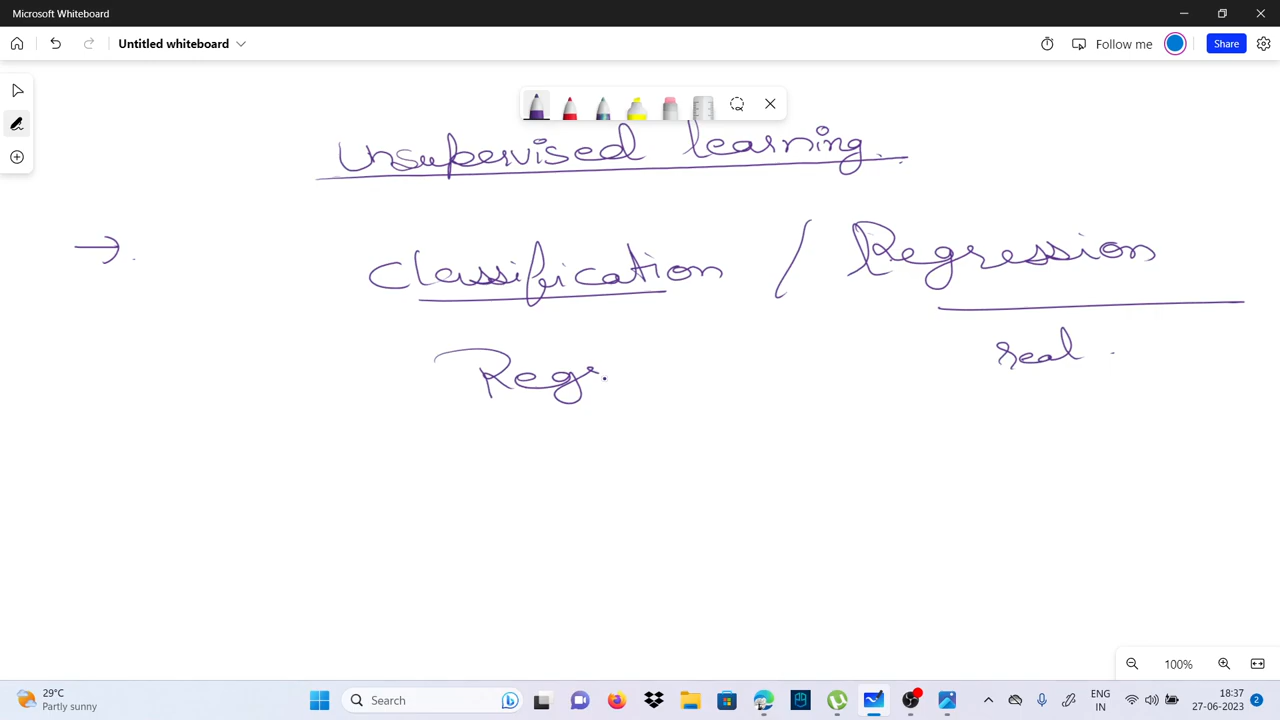 Microsoft Whiteboard
Untitled whiteboard
Follow me
Share
Unsupervised learning.
→ Classification / Regression
real
Reg
100%
29°C
Partly sunny
Search
ENG
IN
18:37
27-06-2023
2